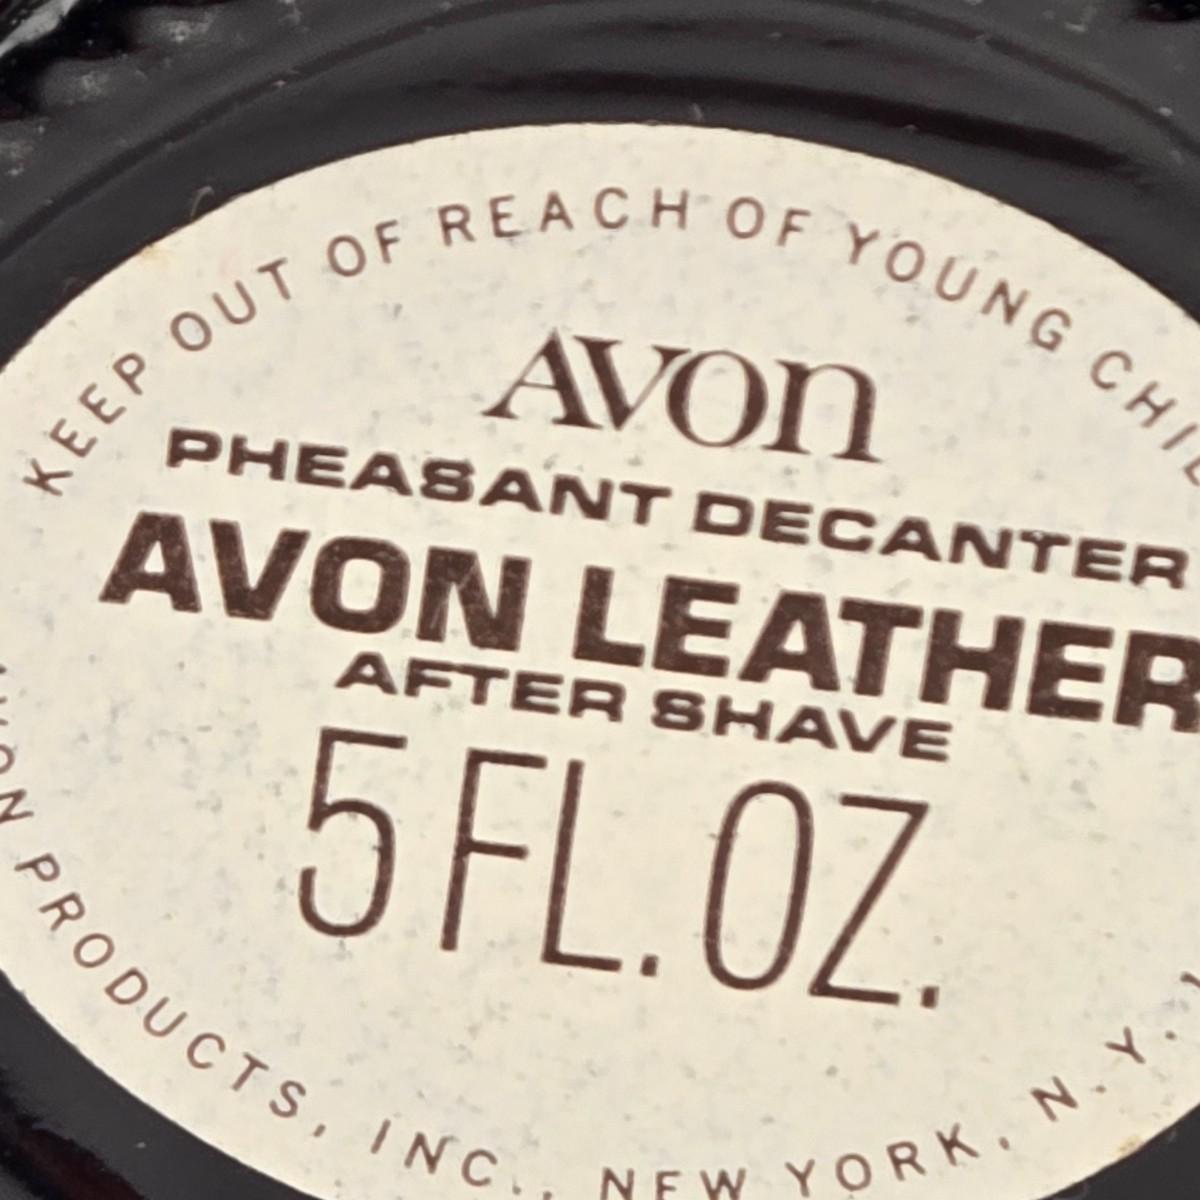 KEEP OUT OF REACH OF YOUNG CHIL
AVON
PHEASANT DECANTER
AVON LEATHER
AFTER SHAVE
5 FL. OZ.
PRODUCTS, INC., NEW YORK, N.Y.